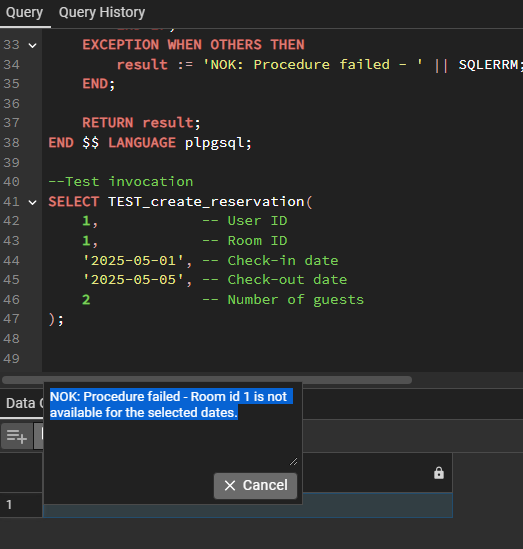 Query Query History
33 EXCEPTION WHEN OTHERS THEN
34 result := 'NOK: Procedure failed - ' || SQLERRM;
35 END;
36
37 RETURN result;
38 END $$ LANGUAGE plpgsql;
39
40 --Test invocation
41 SELECT TEST_create_reservation(
42 1, -- User ID
43 1, -- Room ID
44 '2025-05-01', -- Check-in date
45 '2025-05-05', -- Check-out date
46 2 -- Number of guests
47 );
48
49
Data
NOK: Procedure failed - Room id 1 is not
available for the selected dates.
Cancel
1